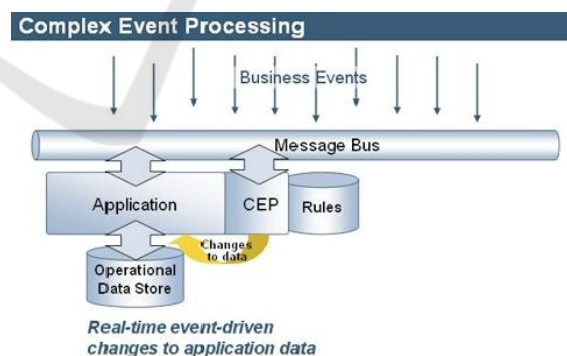 Complex Event Processing
Business Events
Message Bus
Application
CEP
Rules
Changes
to data
Operational
Data Store
Real-time event-driven
changes to application data